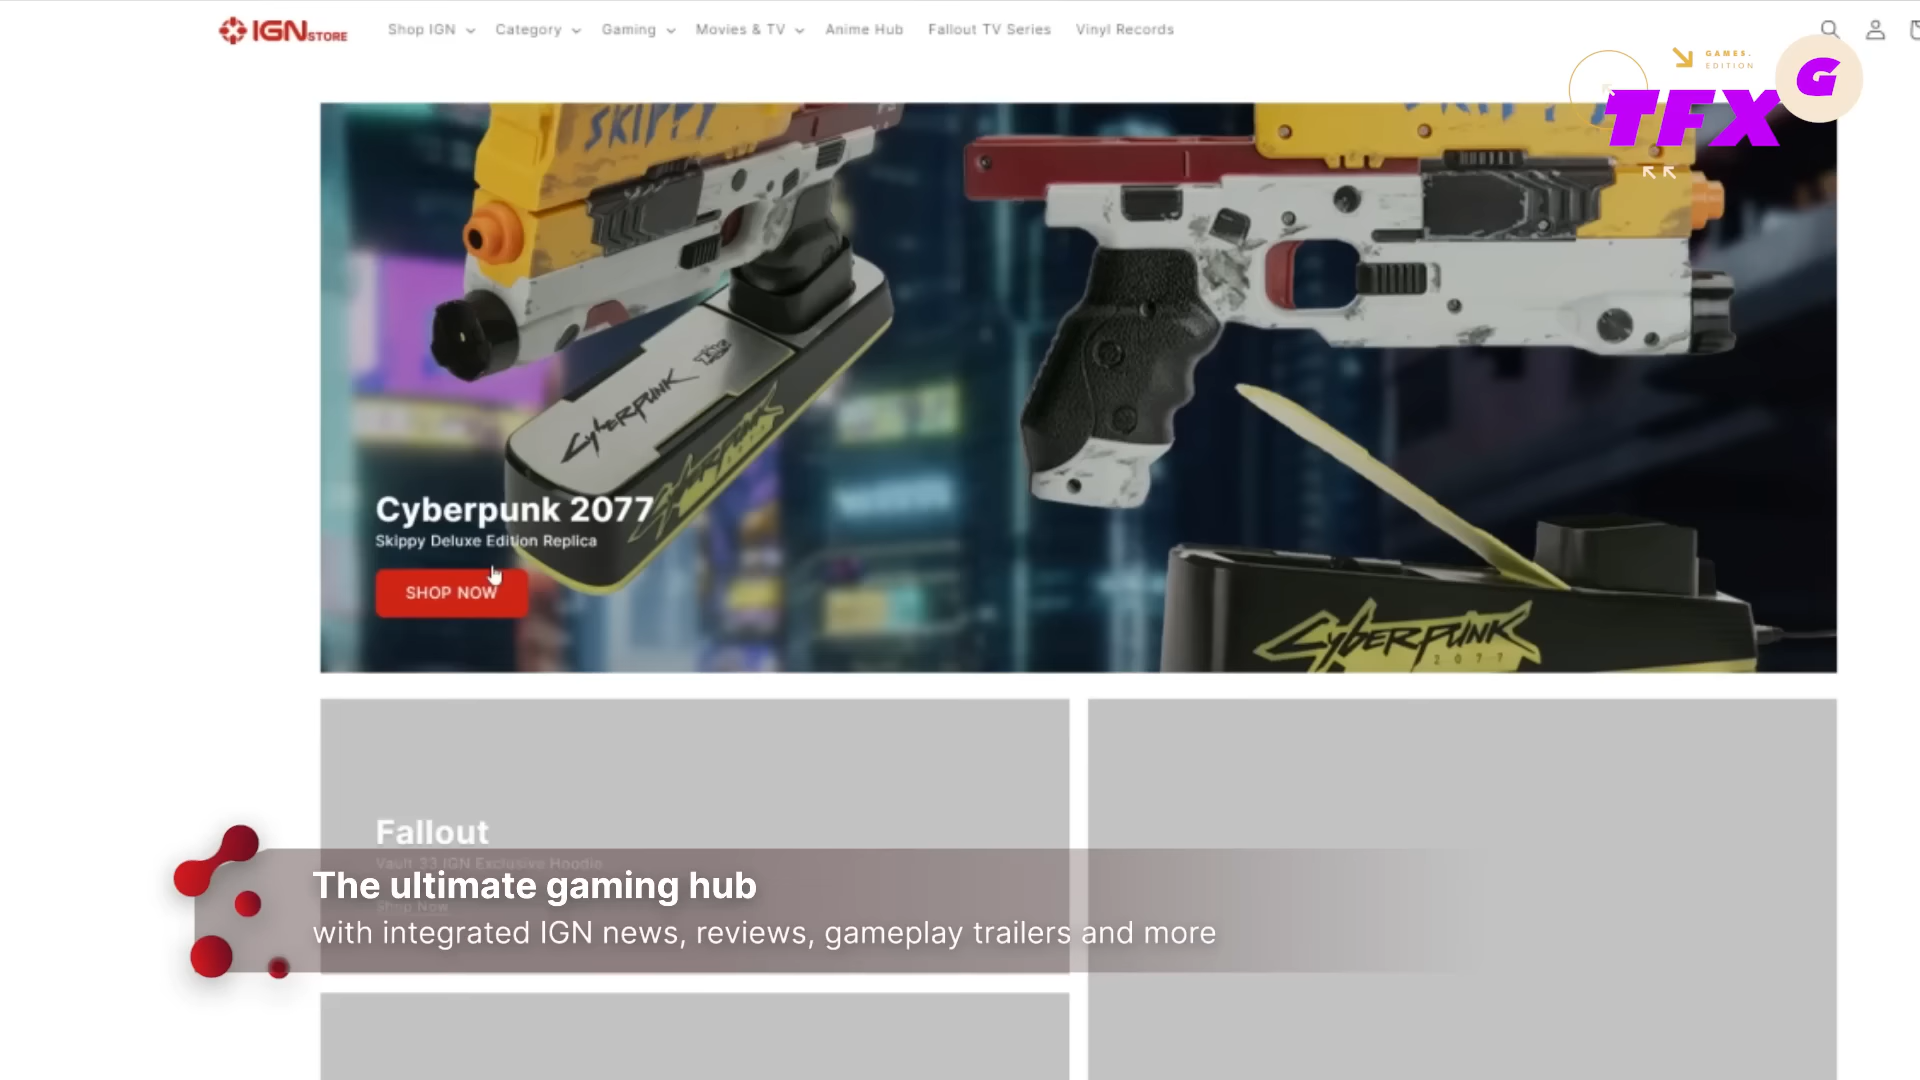 IGN STORE
Shop IGN
Category
Gaming
Movies & TV
Anime Hub
Fallout TV Series
Vinyl Records
GAMES.
EDITION
G
TFX
SKIPPY
CYBERPUNK
CYBERPUNK
2077
Cyberpunk 2077
Skippy Deluxe Edition Replica
SHOP NOW
Fallout
Vault 33 IGN Exclusive Hoodie
The ultimate gaming hub
Shop Now
with integrated IGN news, reviews, gameplay trailers and more